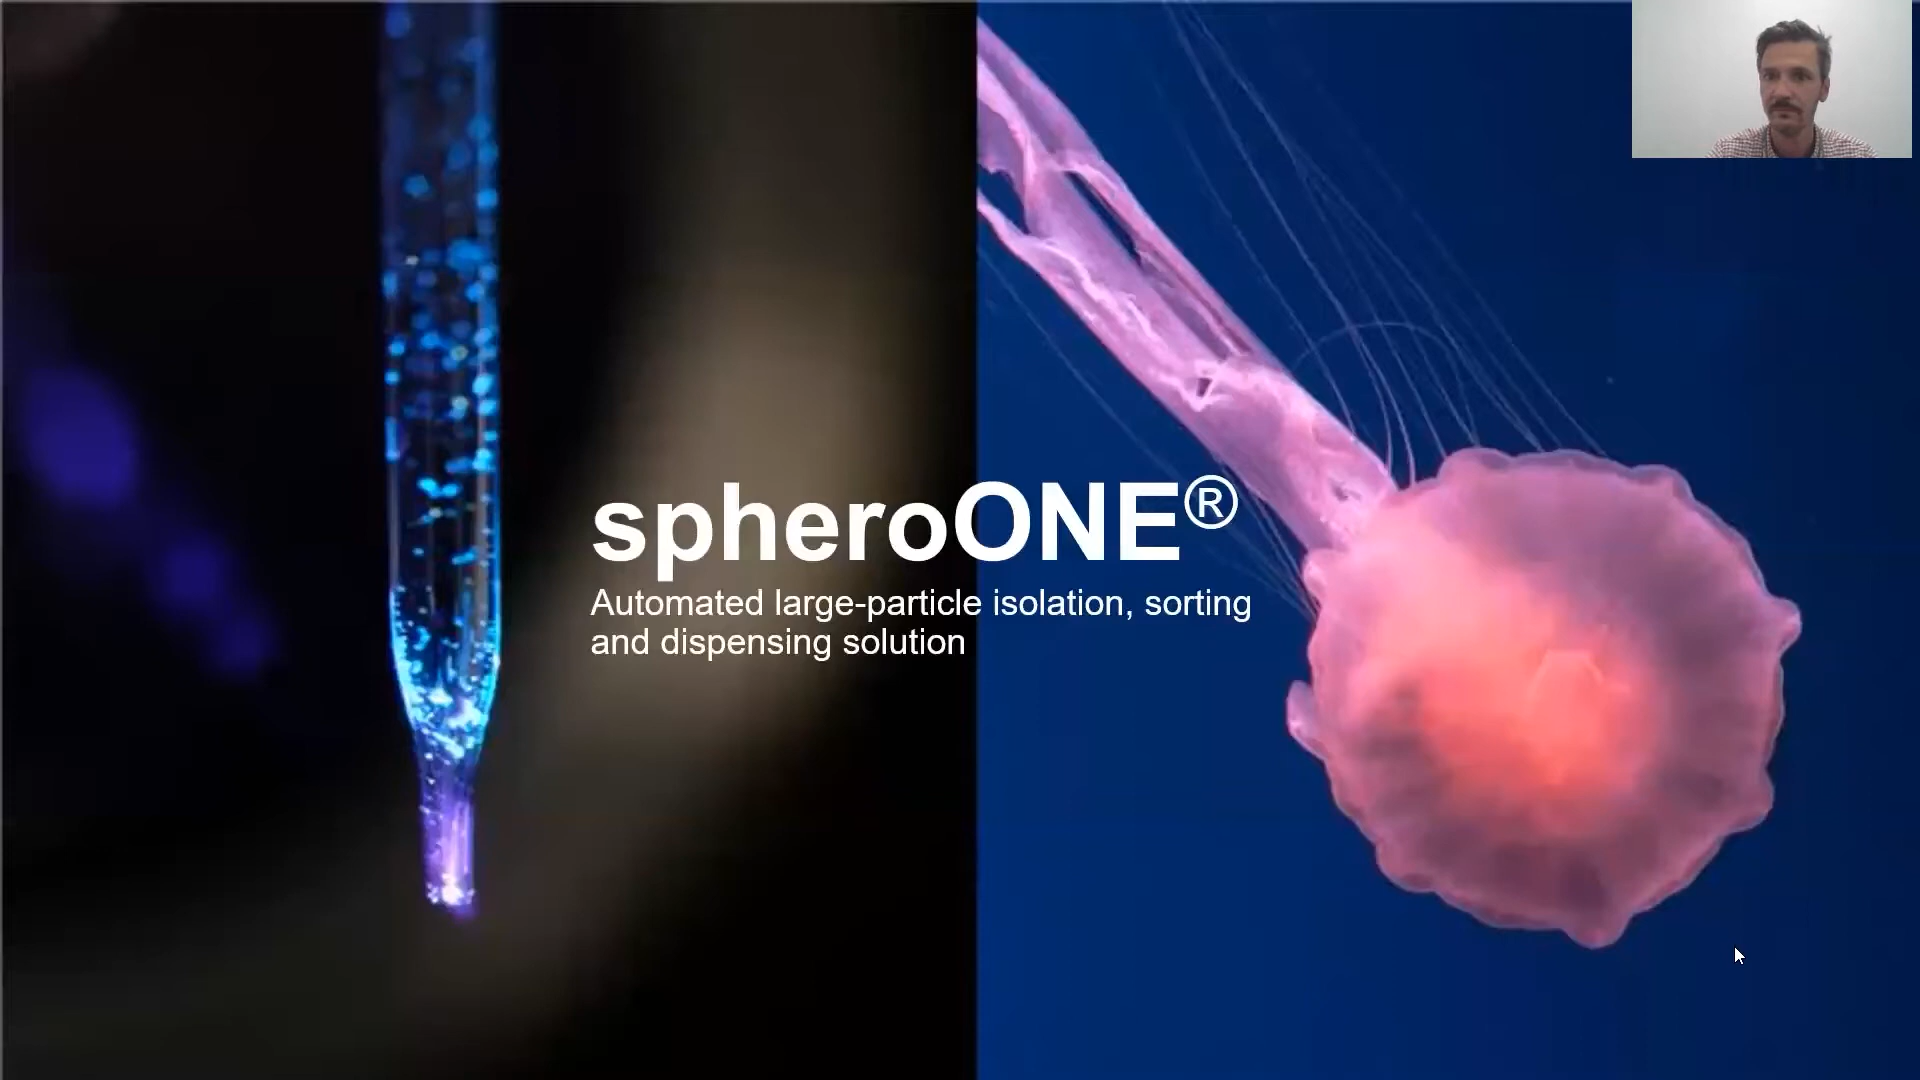 spheroONE®
Automated large-particle isolation, sorting
and dispensing solution